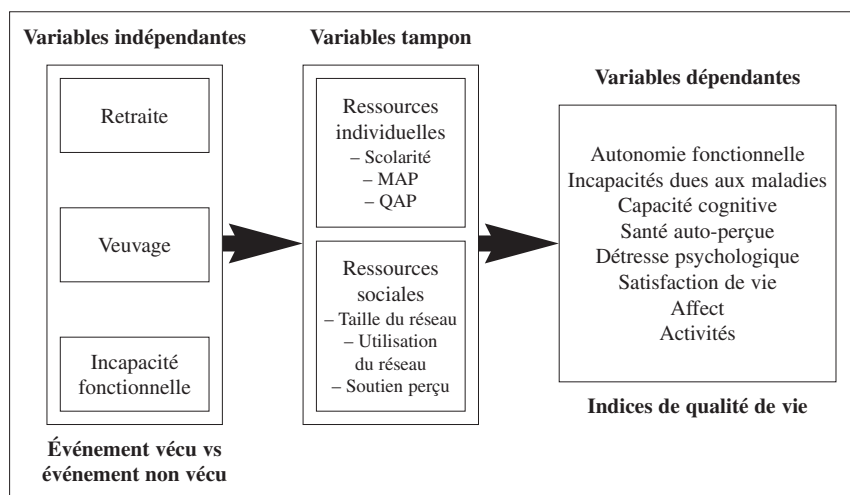 Variables indépendantes
Retraite
Veuvage
Incapacité
fonctionnelle
Événement vécu vs
événement non vécu
Variables tampon
Ressources
individuelles
– Scolarité
– MAP
– QAP
Ressources
sociales
– Taille du réseau
– Utilisation
du réseau
– Soutien perçu
Variables dépendantes
Autonomie fonctionnelle
Incapacités dues aux maladies
Capacité cognitive
Santé auto-perçue
Détresse psychologique
Satisfaction de vie
Affect
Activités
Indices de qualité de vie